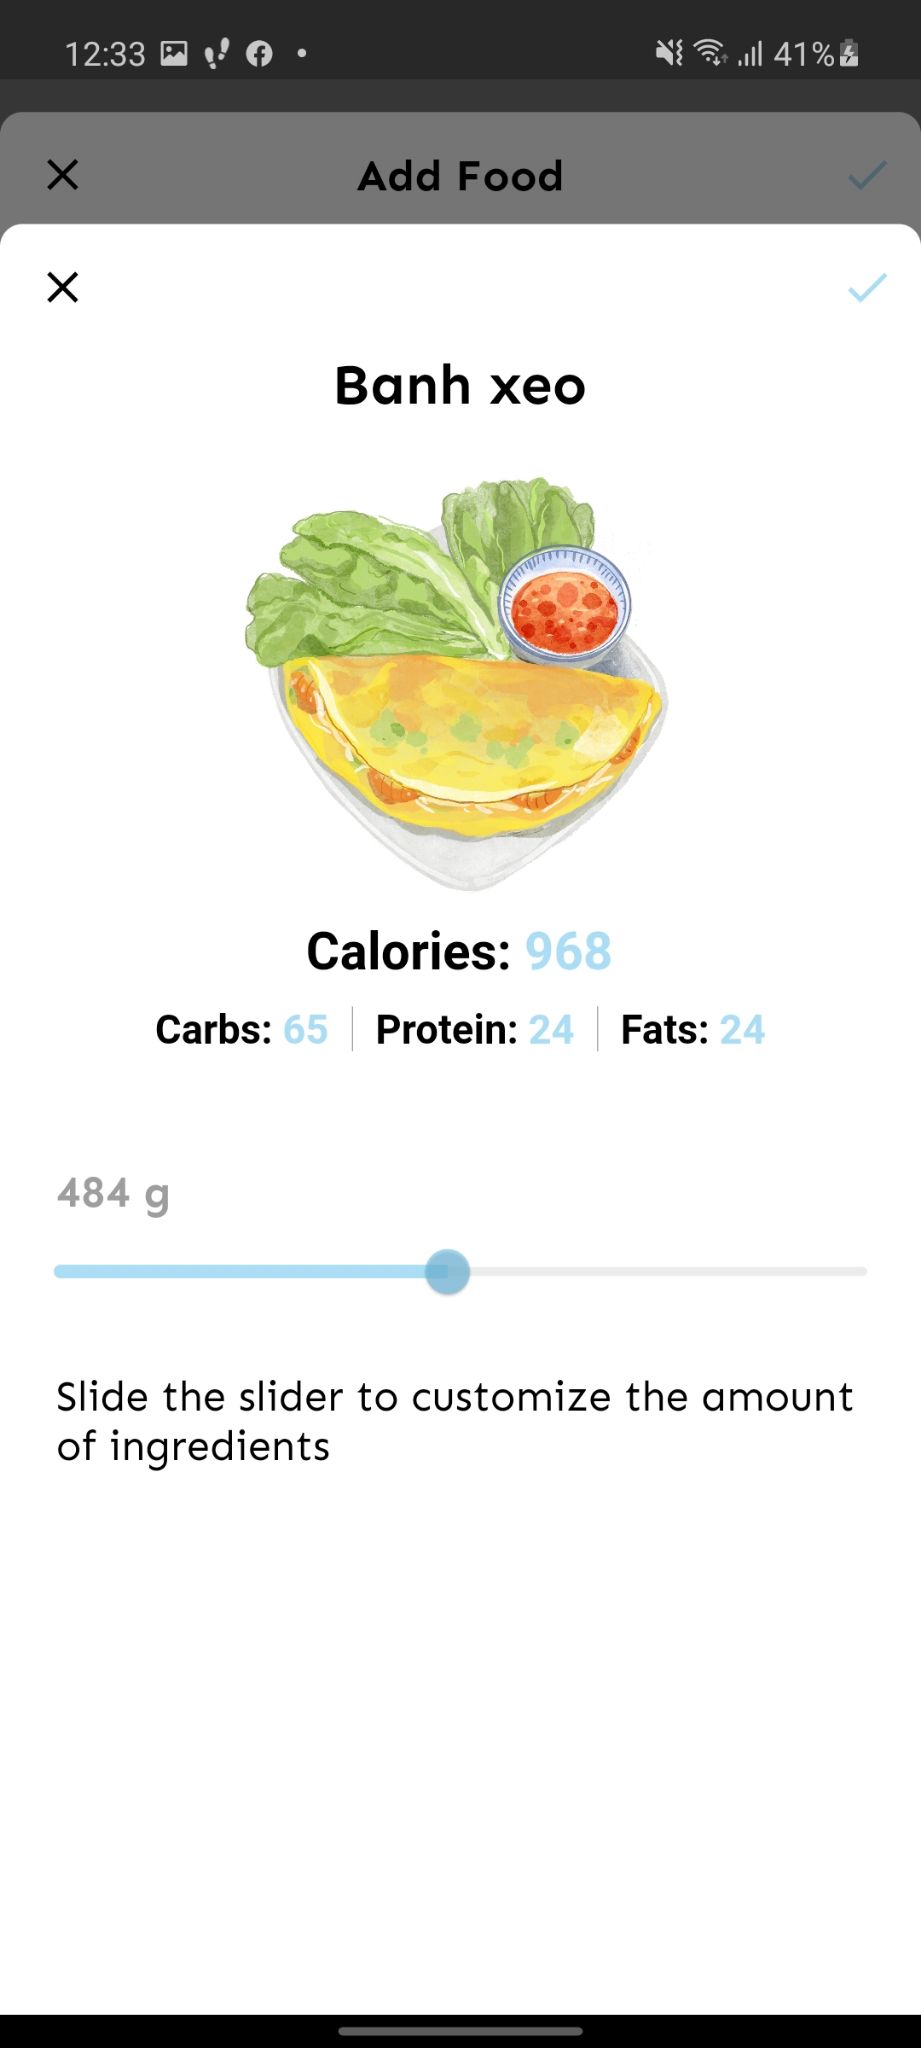 12:33
41%
Add Food
Banh xeo
Calories: 968
Carbs: 65 Protein: 24 Fats: 24
484 g
Slide the slider to customize the amount
of ingredients